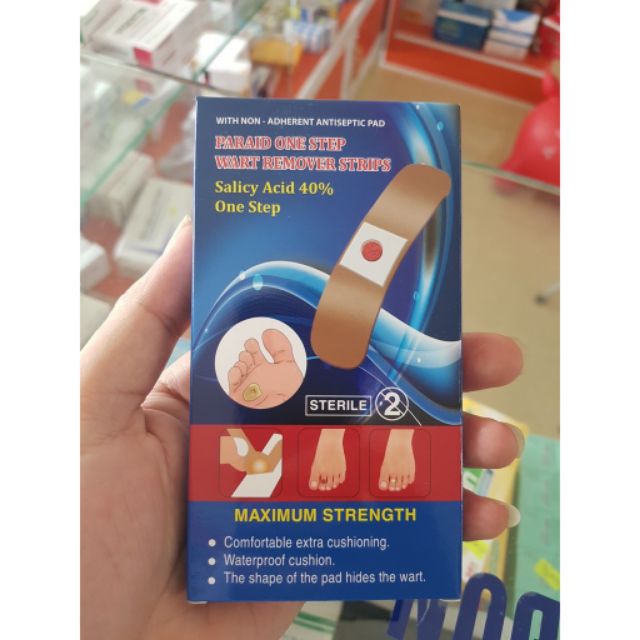 WITH NON - ADHERENT ANTISEPTIC PAD
PARAID ONE STEP
WART REMOVER STRIPS
Salicy Acid 40%
One Step
STERILE 2
MAXIMUM STRENGTH
Comfortable extra cushioning.
Waterproof cushion.
The shape of the pad hides the wart.